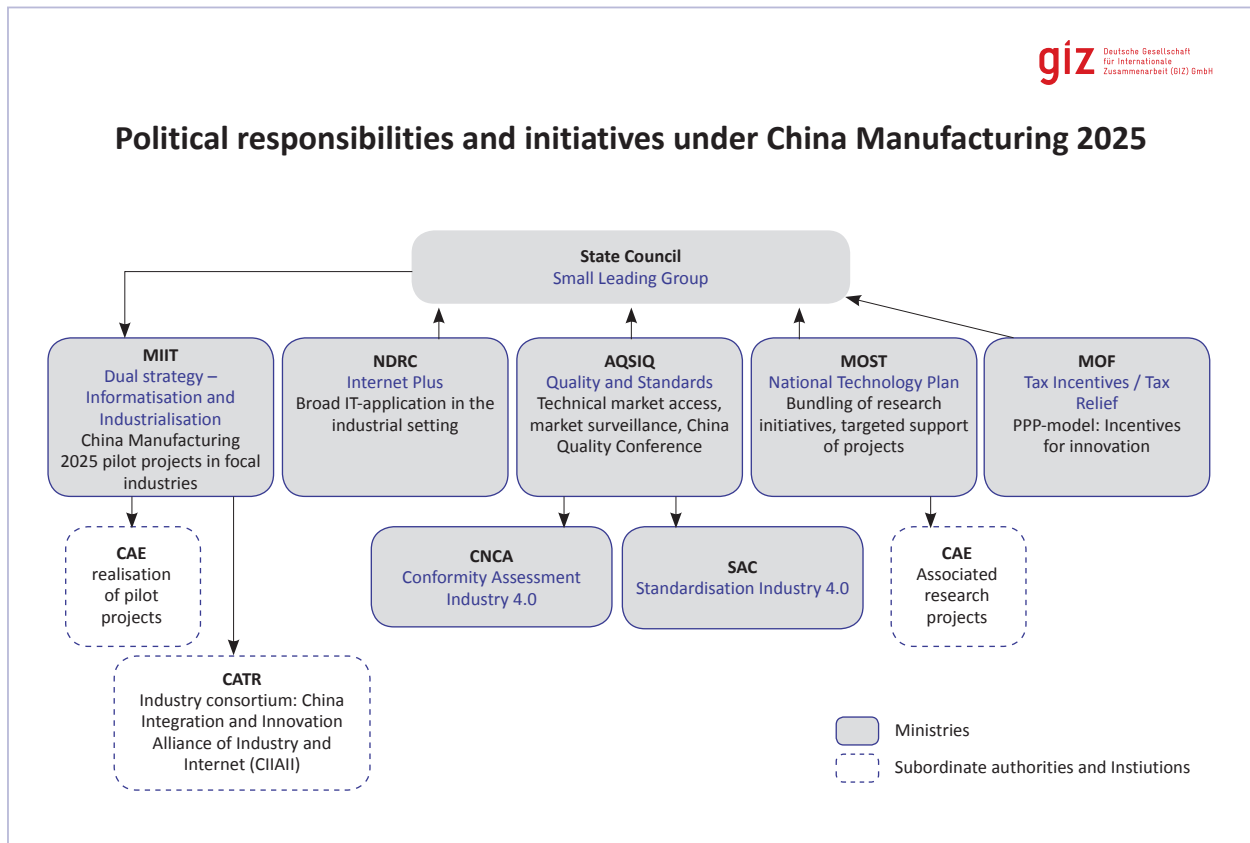 giz
Deutsche Gesellschaft
für Internationale
Zusammenarbeit (GIZ) GmbH
Political responsibilities and initiatives under China Manufacturing 2025
State Council
Small Leading Group
MIIT
Dual strategy –
Informatisation and
Industrialisation
China Manufacturing
2025 pilot projects in focal
industries
NDRC
Internet Plus
Broad IT-application in the
industrial setting
AQSIQ
Quality and Standards
Technical market access,
market surveillance, China
Quality Conference
MOST
National Technology Plan
Bundling of research
initiatives, targeted support
of projects
MOF
Tax Incentives / Tax
Relief
PPP-model: Incentives
for innovation
CAE
realisation
of pilot
projects
CNCA
Conformity Assessment
Industry 4.0
SAC
Standardisation Industry 4.0
CAE
Associated
research
projects
CATR
Industry consortium: China
Integration and Innovation
Alliance of Industry and
Internet (CIIAII)
Ministries
Subordinate authorities and Instiutions